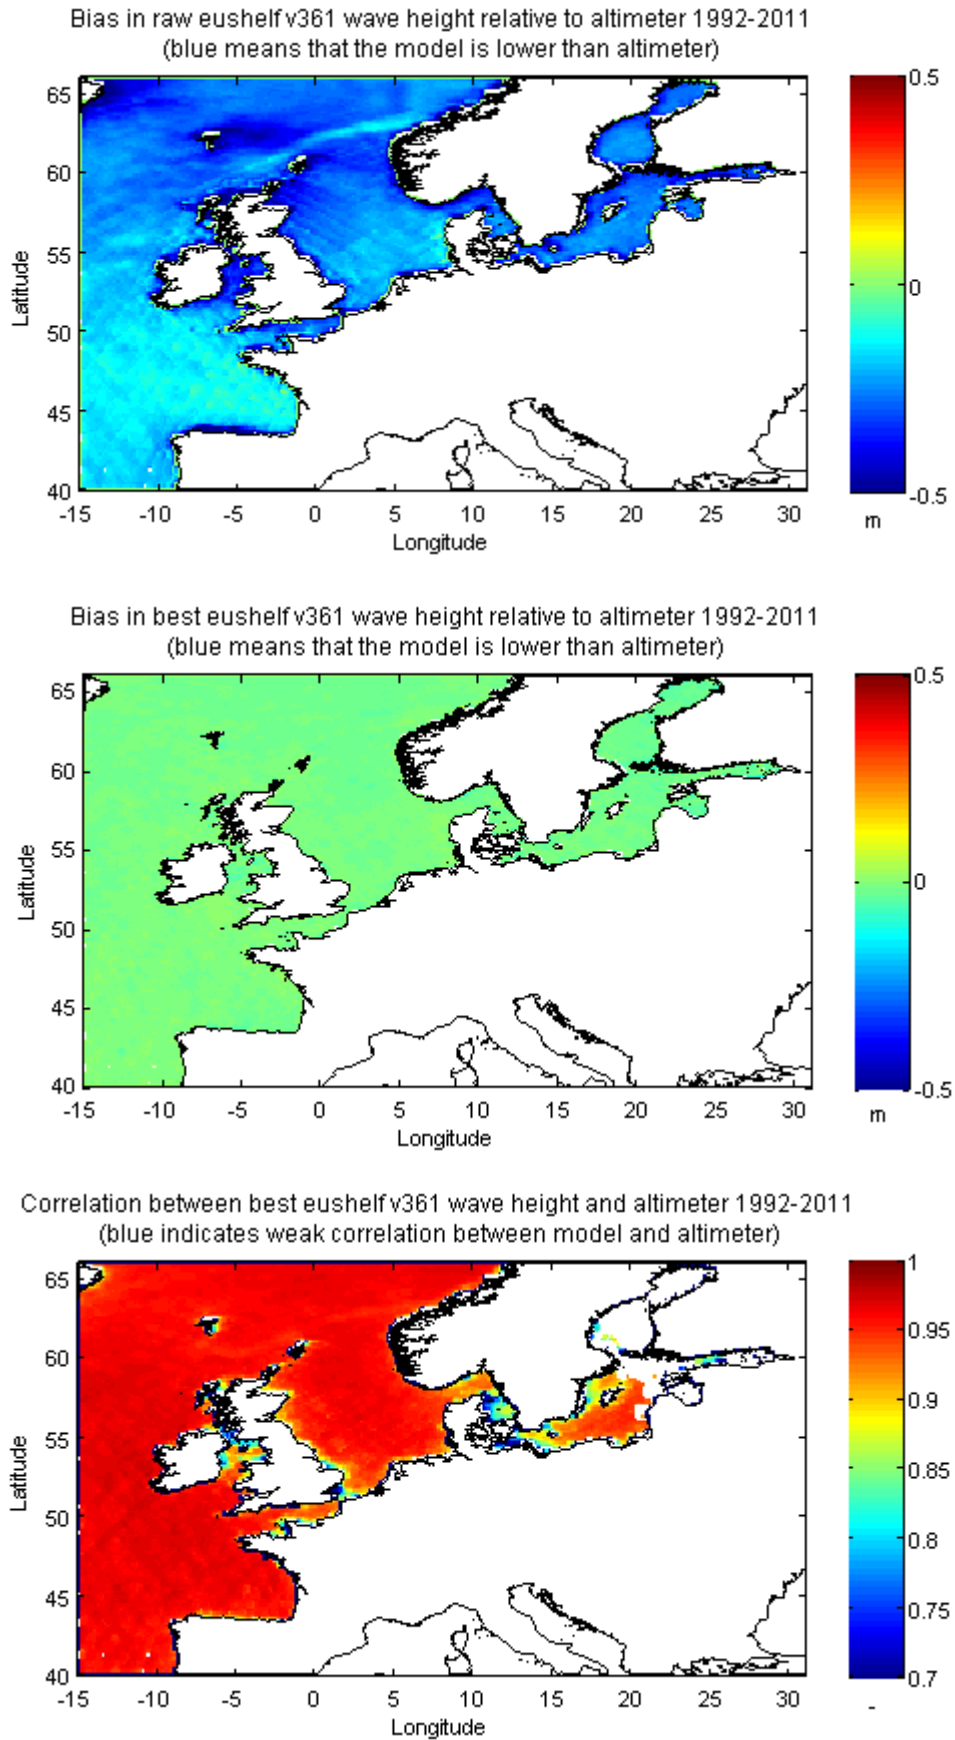 Bias in raw eushelf v361 wave height relative to altimeter 1992-2011
(blue means that the model is lower than altimeter)
65
60
55
50
45
40
Latitude
-15 -10 -5 0 5 10 15 20 25 30
Longitude
0.5
0
-0.5
m
Bias in best eushelf v361 wave height relative to altimeter 1992-2011
(blue means that the model is lower than altimeter)
65
60
55
50
45
40
Latitude
-15 -10 -5 0 5 10 15 20 25 30
Longitude
0.5
0
-0.5
m
Correlation between best eushelf v361 wave height and altimeter 1992-2011
(blue indicates weak correlation between model and altimeter)
65
60
55
50
45
40
Latitude
-15 -10 -5 0 5 10 15 20 25 30
Longitude
1
0.95
0.9
0.85
0.8
0.75
0.7
-